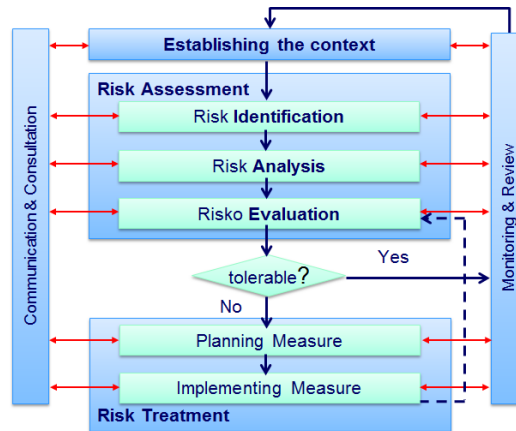 Establishing the context
Risk Assessment
Risk Identification
Risk Analysis
Risko Evaluation
tolerable?
Yes
No
Planning Measure
Implementing Measure
Risk Treatment
Communication & Consultation
Monitoring & Review